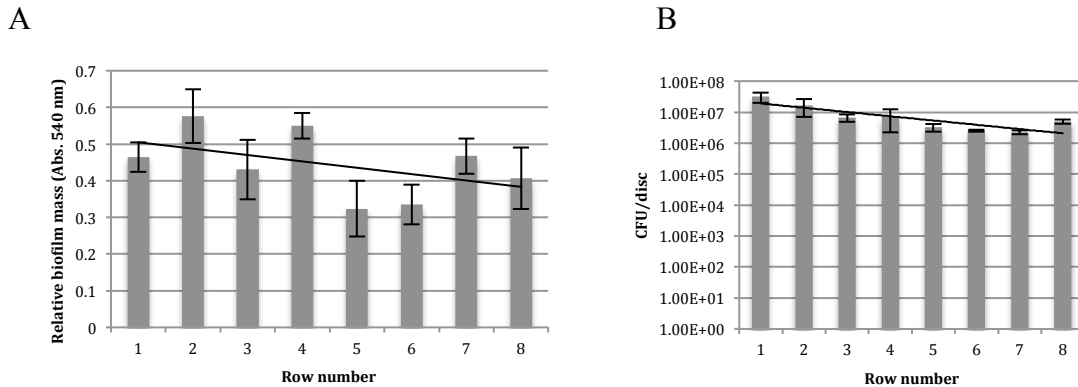 A
Relative biofilm mass (Abs. 540 nm)
0.7
0.6
0.5
0.4
0.3
0.2
0.1
0
1 2 3 4 5 6 7 8
Row number
B
CFU/disc
1.00E+08
1.00E+07
1.00E+06
1.00E+05
1.00E+04
1.00E+03
1.00E+02
1.00E+01
1.00E+00
1 2 3 4 5 6 7 8
Row number